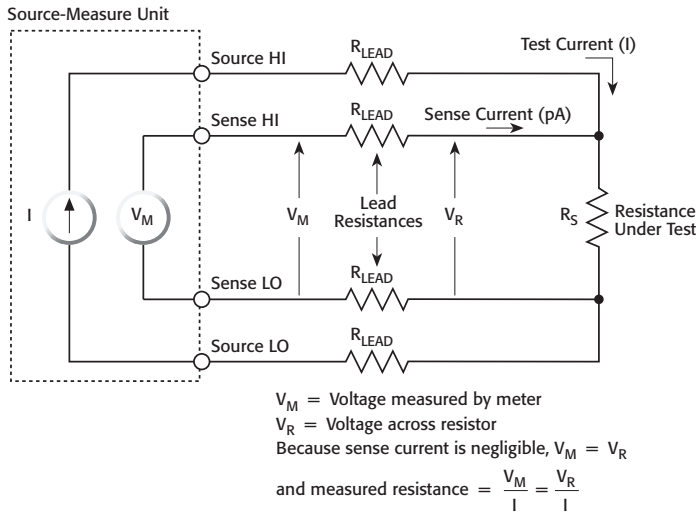 Source-Measure Unit
Source HI
R_LEAD
Test Current (I)
Sense HI
R_LEAD
Sense Current (pA)
I
V_M
V_M
Lead
Resistances
V_R
R_S
Resistance
Under Test
Sense LO
R_LEAD
Source LO
R_LEAD
V_M = Voltage measured by meter
V_R = Voltage across resistor
Because sense current is negligible, V_M = V_R
and measured resistance = V_M/I = V_R/I